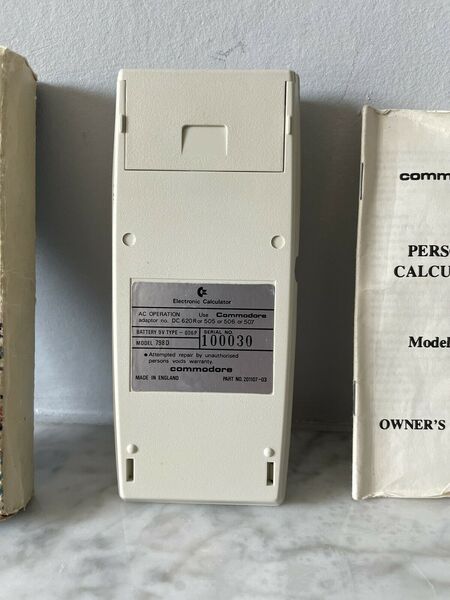 Electronic Calculator
AC OPERATION Use Commodore
adaptor no. DC 620R or 505 or 506 or 507
BATTERY 9V TYPE - 006P
SERIAL NO.
100030
MODEL 798D
● Attempted repair by unauthorised
persons voids warranty.
commodore
MADE IN ENGLAND PART NO. 201107-03
comm
PERSO
CALCU
Model
OWNER'S